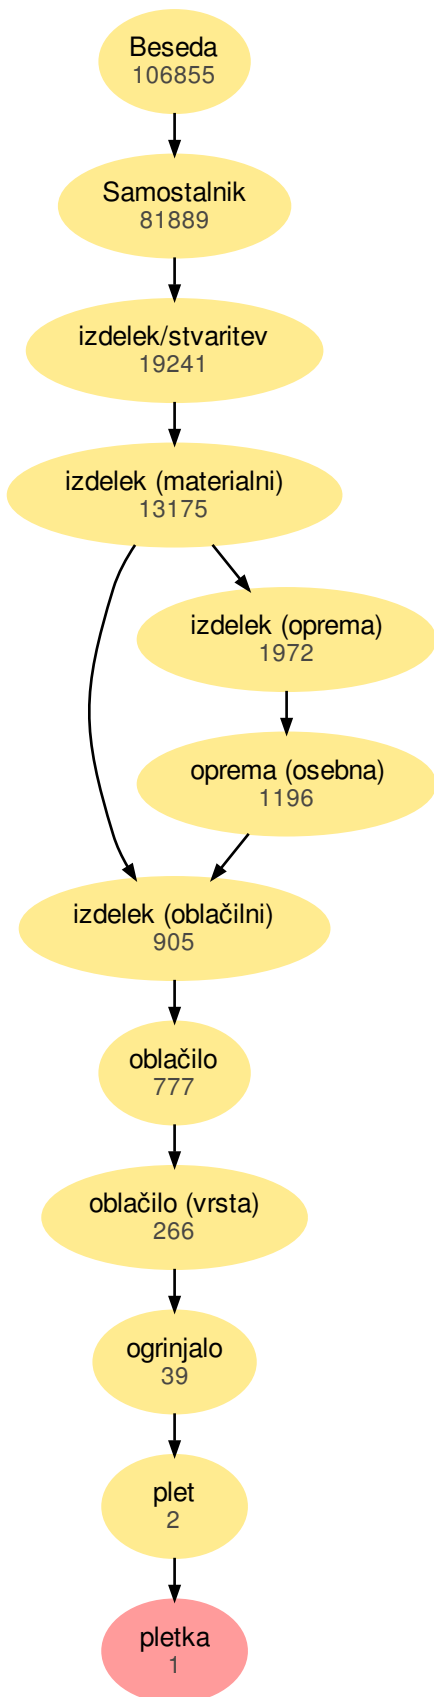 Beseda
106855
Samostalnik
81889
izdelek/stvaritev
19241
izdelek (materialni)
13175
izdelek (oprema)
1972
oprema (osebna)
1196
izdelek (oblačilni)
905
oblačilo
777
oblačilo (vrsta)
266
ogrinjalo
39
plet
2
pletka
1